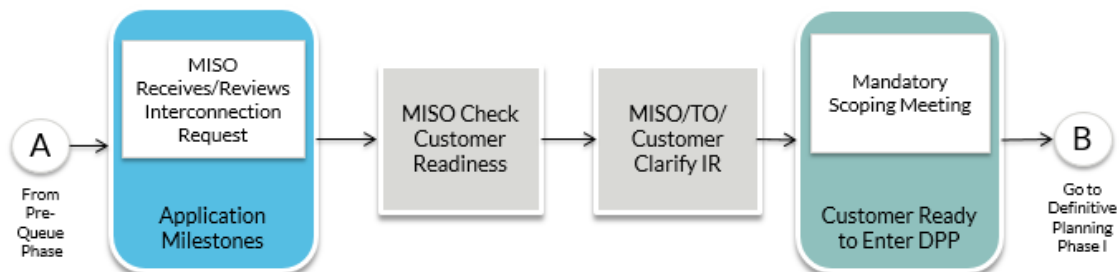 A
From
Pre-
Queue
Phase
MISO
Receives/Reviews
Interconnection
Request
Application
Milestones
MISO Check
Customer
Readiness
MISO/TO/
Customer
Clarify IR
Mandatory
Scoping Meeting
Customer Ready
to Enter DPP
B
Go to
Definitive
Planning
Phase I